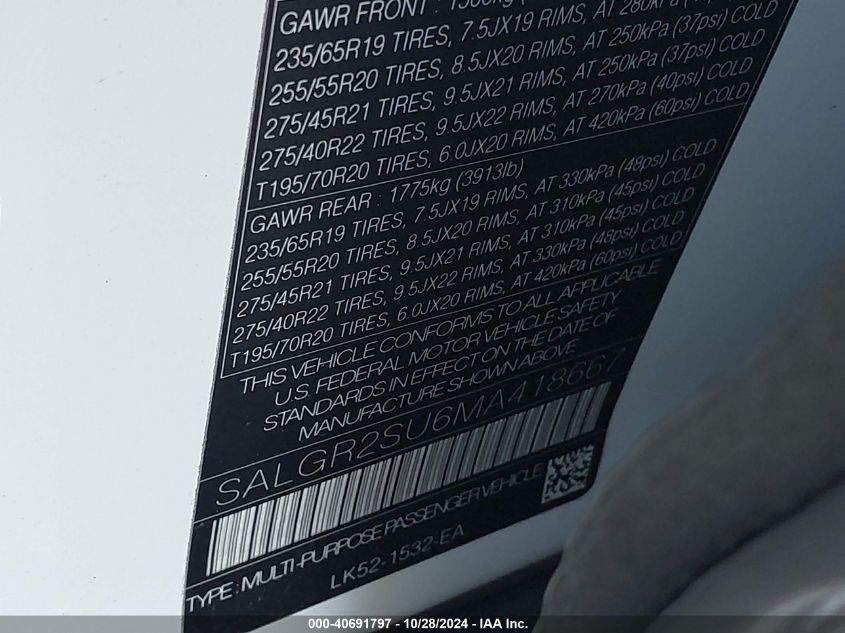 GAWR FRONT :
235/65R19 TIRES, 7.5JX19 RIMS, AT 280kPa
255/55R20 TIRES, 8.5JX20 RIMS, AT 250kPa (37psi) COLD
275/45R21 TIRES, 9.5JX21 RIMS, AT 250kPa (37psi) COLD
275/40R22 TIRES, 9.5JX22 RIMS, AT 270kPa (40psi) COLD
T195/70R20 TIRES, 6.0JX20 RIMS, AT 420kPa (60psi) COLD
GAWR REAR : 1775kg (3913lb)
235/65R19 TIRES, 7.5JX19 RIMS, AT 330kPa (48psi) COLD
255/55R20 TIRES, 8.5JX20 RIMS, AT 310kPa (45psi) COLD
275/45R21 TIRES, 9.5JX21 RIMS, AT 310kPa (45psi) COLD
275/40R22 TIRES, 9.5JX22 RIMS, AT 330kPa (48psi) COLD
T195/70R20 TIRES, 6.0JX20 RIMS, AT 420kPa (60psi) COLD
THIS VEHICLE CONFORMS TO ALL APPLICABLE
U.S. FEDERAL MOTOR VEHICLE SAFETY
STANDARDS IN EFFECT ON THE DATE OF
MANUFACTURE SHOWN ABOVE
SALGR2SU6MA418667
TYPE : MULTI-PURPOSE PASSENGER VEHICLE
LK52-1532-EA
000-40691797 - 10/28/2024 - IAA Inc.